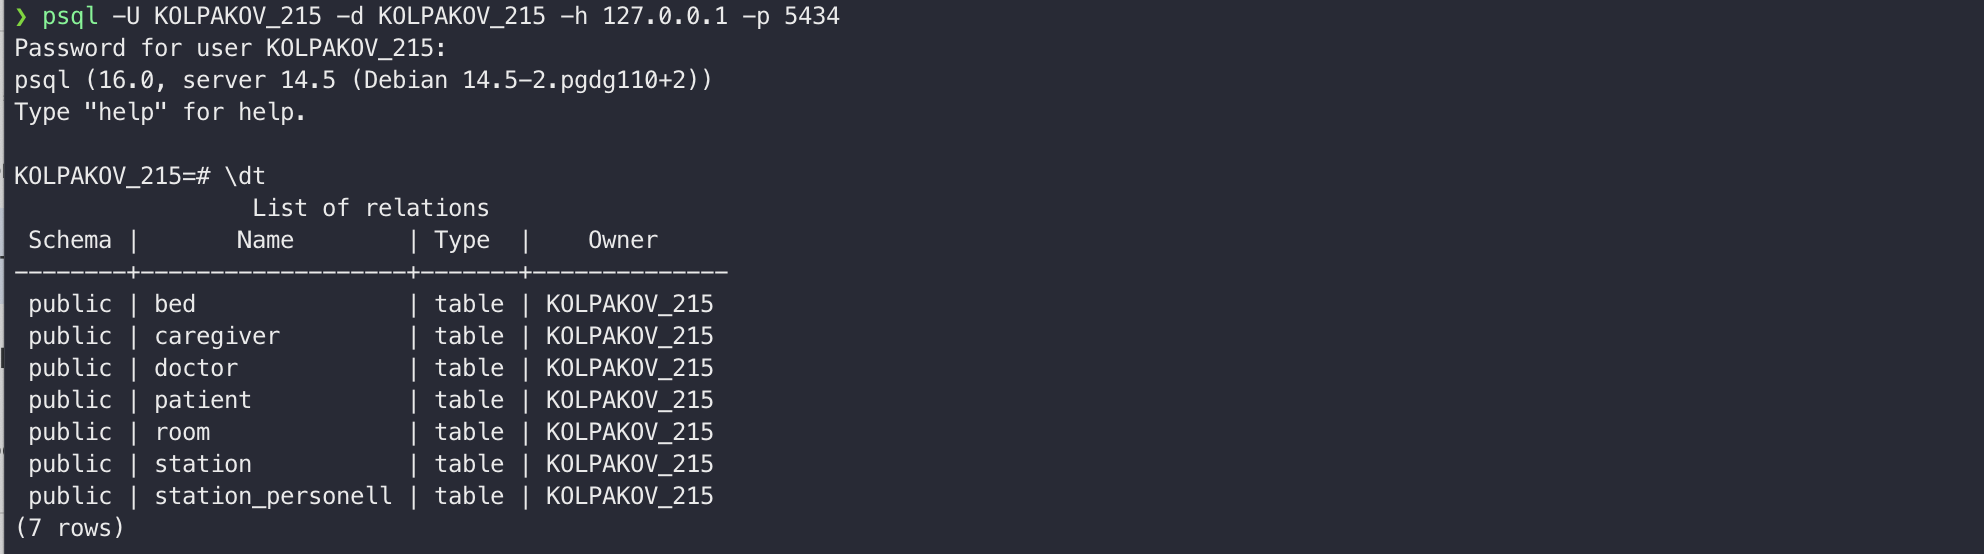 ❯ psql -U KOLPAKOV_215 -d KOLPAKOV_215 -h 127.0.0.1 -p 5434
Password for user KOLPAKOV_215:
psql (16.0, server 14.5 (Debian 14.5-2.pgdg110+2))
Type "help" for help.

KOLPAKOV_215=# \dt
                 List of relations
 Schema |       Name        | Type  |    Owner
--------+-------------------+-------+--------------
 public | bed               | table | KOLPAKOV_215
 public | caregiver         | table | KOLPAKOV_215
 public | doctor            | table | KOLPAKOV_215
 public | patient           | table | KOLPAKOV_215
 public | room              | table | KOLPAKOV_215
 public | station           | table | KOLPAKOV_215
 public | station_personell | table | KOLPAKOV_215
(7 rows)